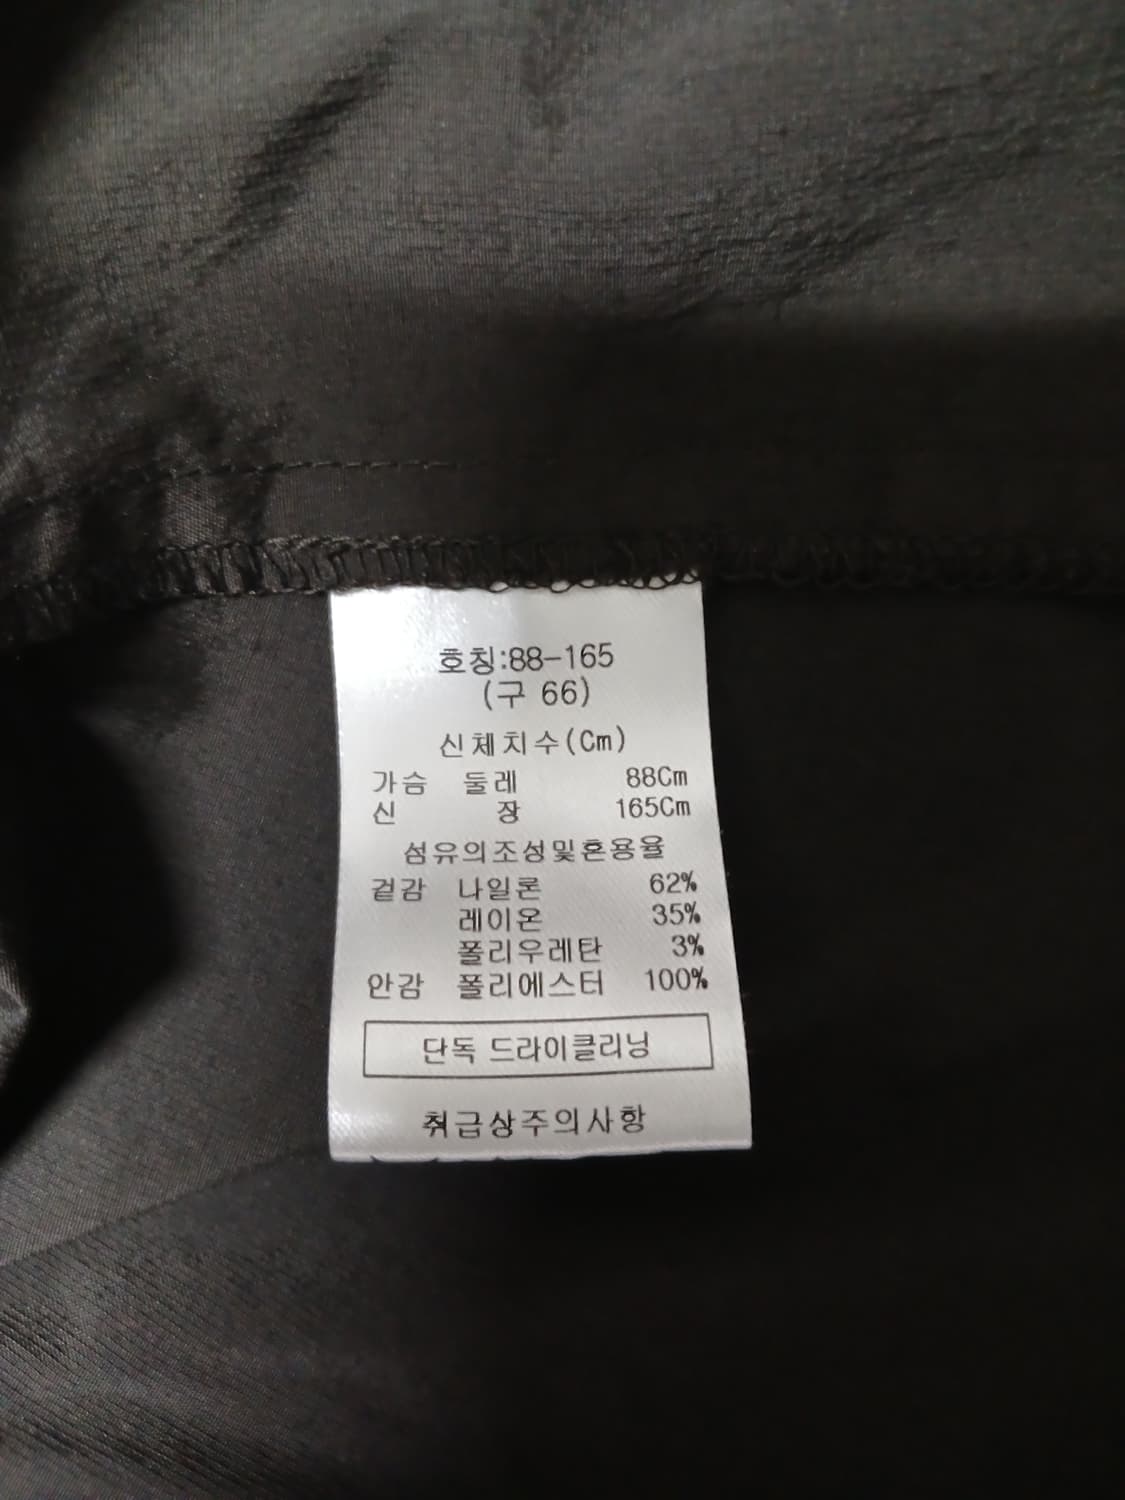 호칭:88-165
(구 66)
신체치수(Cm)
가슴 둘레 88Cm
신 장 165Cm
섬유의조성및혼용율
겉감 나일론 62%
레이온 35%
폴리우레탄 3%
안감 폴리에스터 100%
단독 드라이클리닝
취급상주의사항